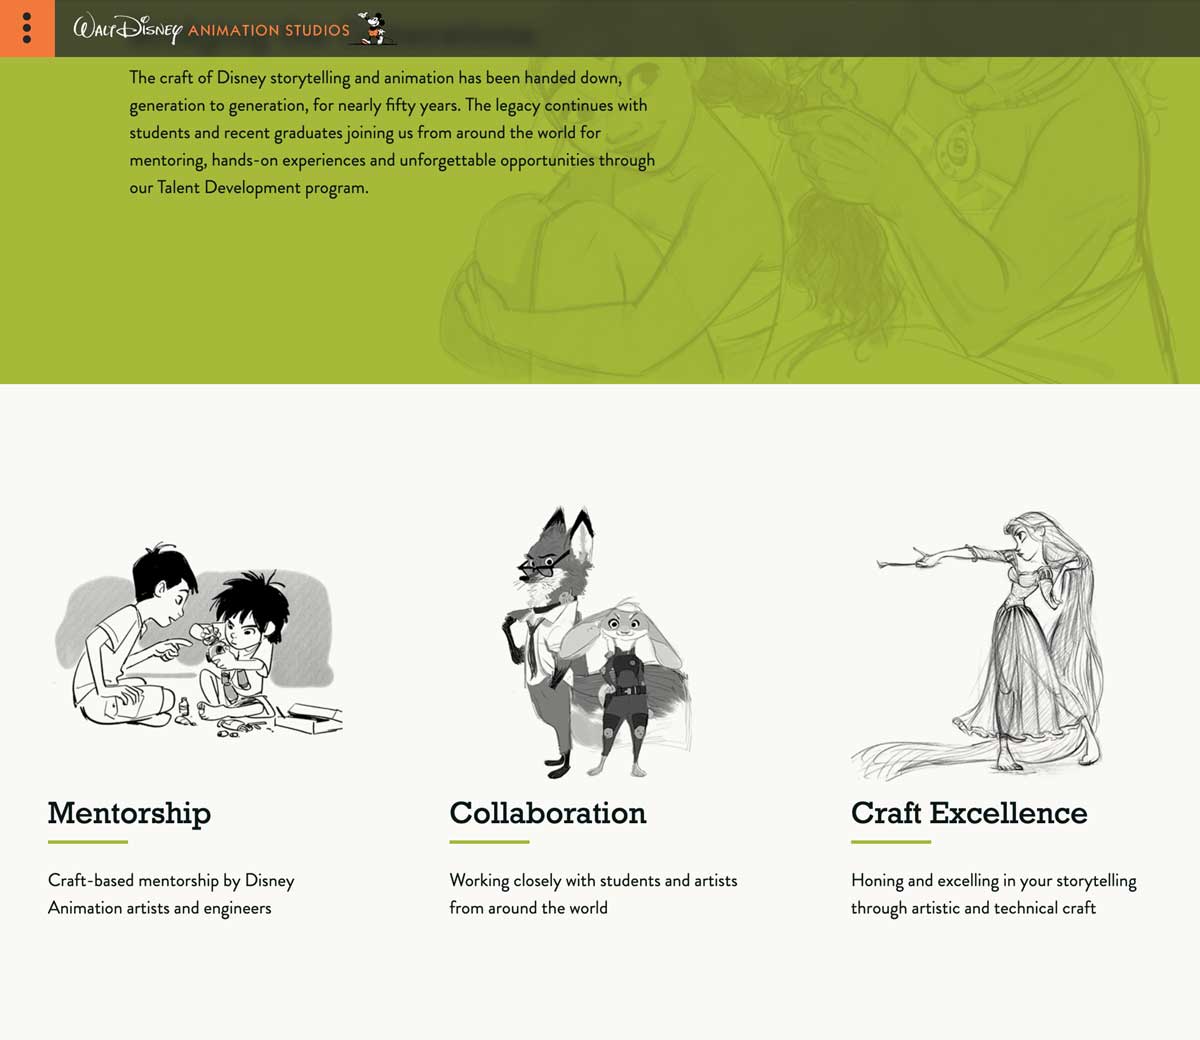 WALT DISNEY ANIMATION STUDIOS
The craft of Disney storytelling and animation has been handed down,
generation to generation, for nearly fifty years. The legacy continues with
students and recent graduates joining us from around the world for
mentoring, hands-on experiences and unforgettable opportunities through
our Talent Development program.
Mentorship
Craft-based mentorship by Disney
Animation artists and engineers
Collaboration
Working closely with students and artists
from around the world
Craft Excellence
Honing and excelling in your storytelling
through artistic and technical craft